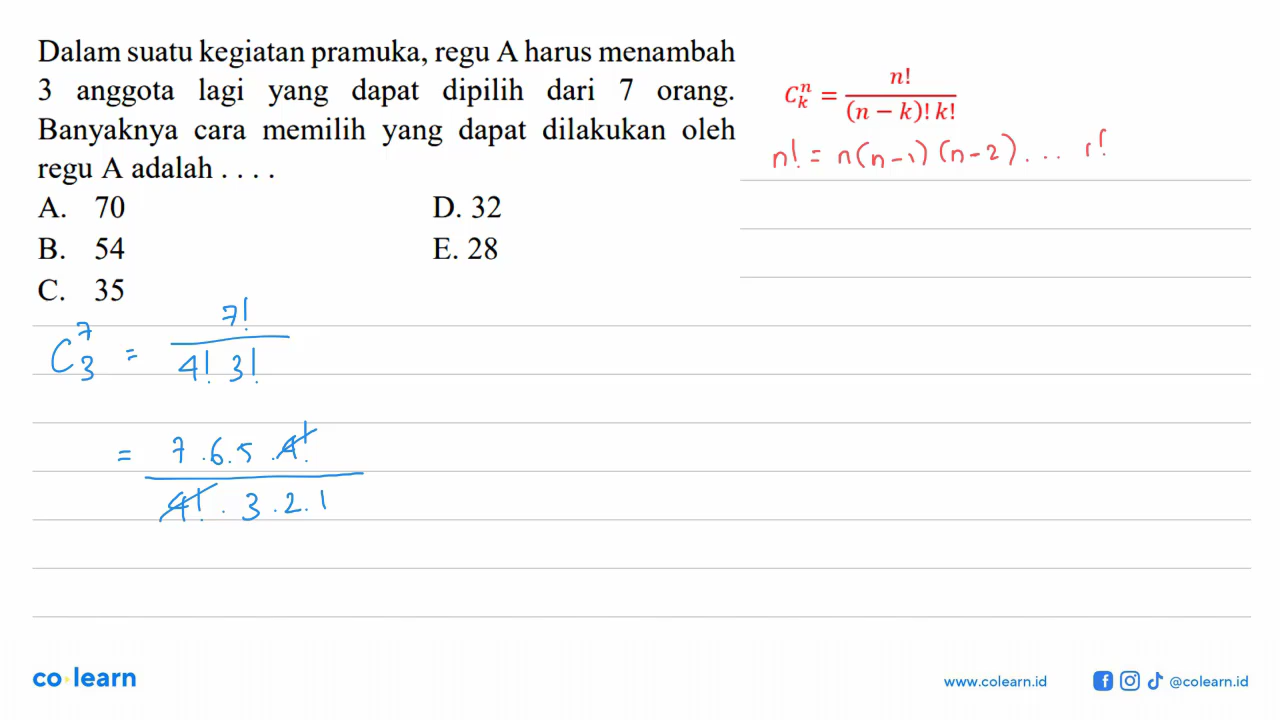 Dalam suatu kegiatan pramuka, regu A harus menambah
3 anggota lagi yang dapat dipilih dari 7 orang.
Banyaknya cara memilih yang dapat dilakukan oleh
regu A adalah . . . .
A. 70
B. 54
C. 35
D. 32
E. 28
C^n_k = n! / (n − k)! k!
n! = n(n-1)(n-2) . ... 1!
C^7_3 = 7! / 4! 3!
= 7.6.5.4! / 4!.3.2.1
co learn
www.colearn.id
@colearn.id